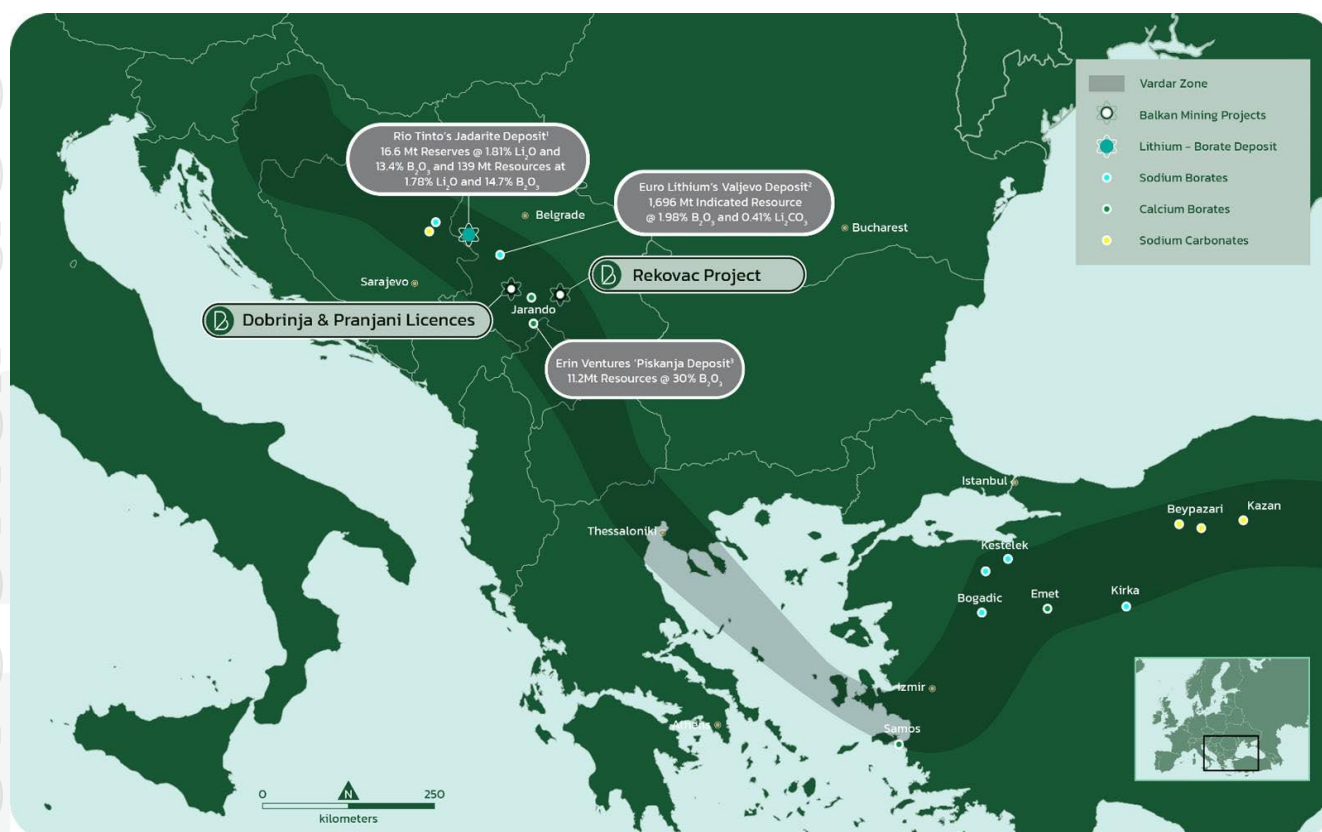 Vardar Zone
Balkan Mining Projects
Lithium – Borate Deposit
Sodium Borates
Calcium Borates
Sodium Carbonates
Rio Tinto's Jadarite Deposit¹
16.6 Mt Reserves @ 1.81% Li₂O and
13.4% B₂O₃ and 139 Mt Resources at
1.78% Li₂O and 14.7% B₂O₃
Euro Lithium's Valjevo Deposit²
1,696 Mt Indicated Resource
@ 1.98% B₂O₃ and 0.41% Li₂CO₃
Belgrade
Bucharest
Sarajevo
Rekovac Project
Dobrinja & Pranjani Licences
Jarando
Erin Ventures 'Piskanja Deposit³
11.2Mt Resources @ 30% B₂O₃
Istanbul
Thessaloniki
Beypazari
Kazan
Kestelek
Bogadic
Emet
Kirka
Izmir
Athens
Samos
0
N
250
kilometers